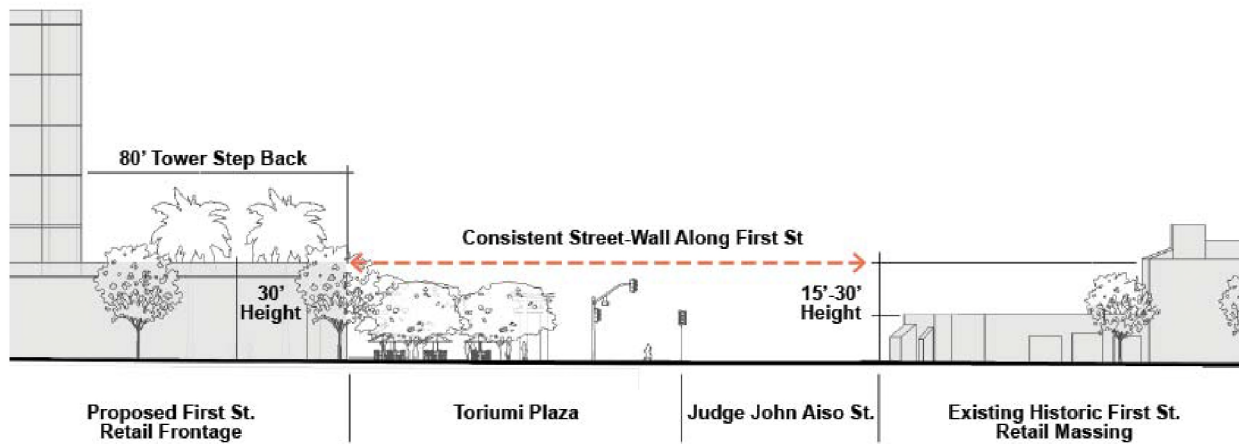 80’ Tower Step Back
Consistent Street-Wall Along First St
30’
Height
15’-30’
Height
Proposed First St.
Retail Frontage
Toriumi Plaza
Judge John Aiso St.
Existing Historic First St.
Retail Massing